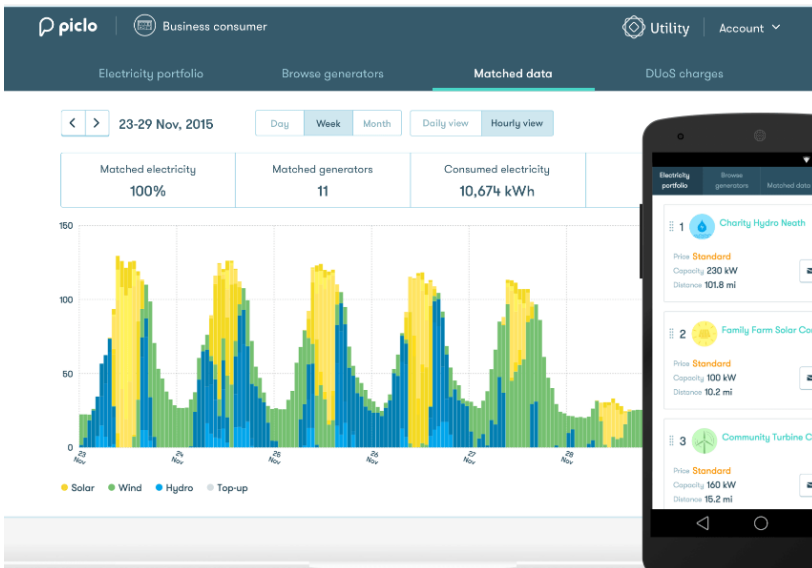 piclo
Business consumer
Utility
Account
Electricity portfolio
Browse generators
Matched data
DUoS charges
23-29 Nov, 2015
Day
Week
Month
Daily view
Hourly view
Matched electricity
100%
Matched generators
11
Consumed electricity
10,674 kWh
150
100
50
0
23
Nov
24
Nov
25
Nov
26
Nov
27
Nov
28
Nov
Solar
Wind
Hydro
Top-up
Electricity
portfolio
Browse
generators
Matched data
1
Charity Hydro Neath
Price Standard
Capacity 230 kW
Distance 101.8 mi
2
Family Farm Solar Co
Price Standard
Capacity 100 kW
Distance 10.2 mi
3
Community Turbine C
Price Standard
Capacity 160 kW
Distance 15.2 mi